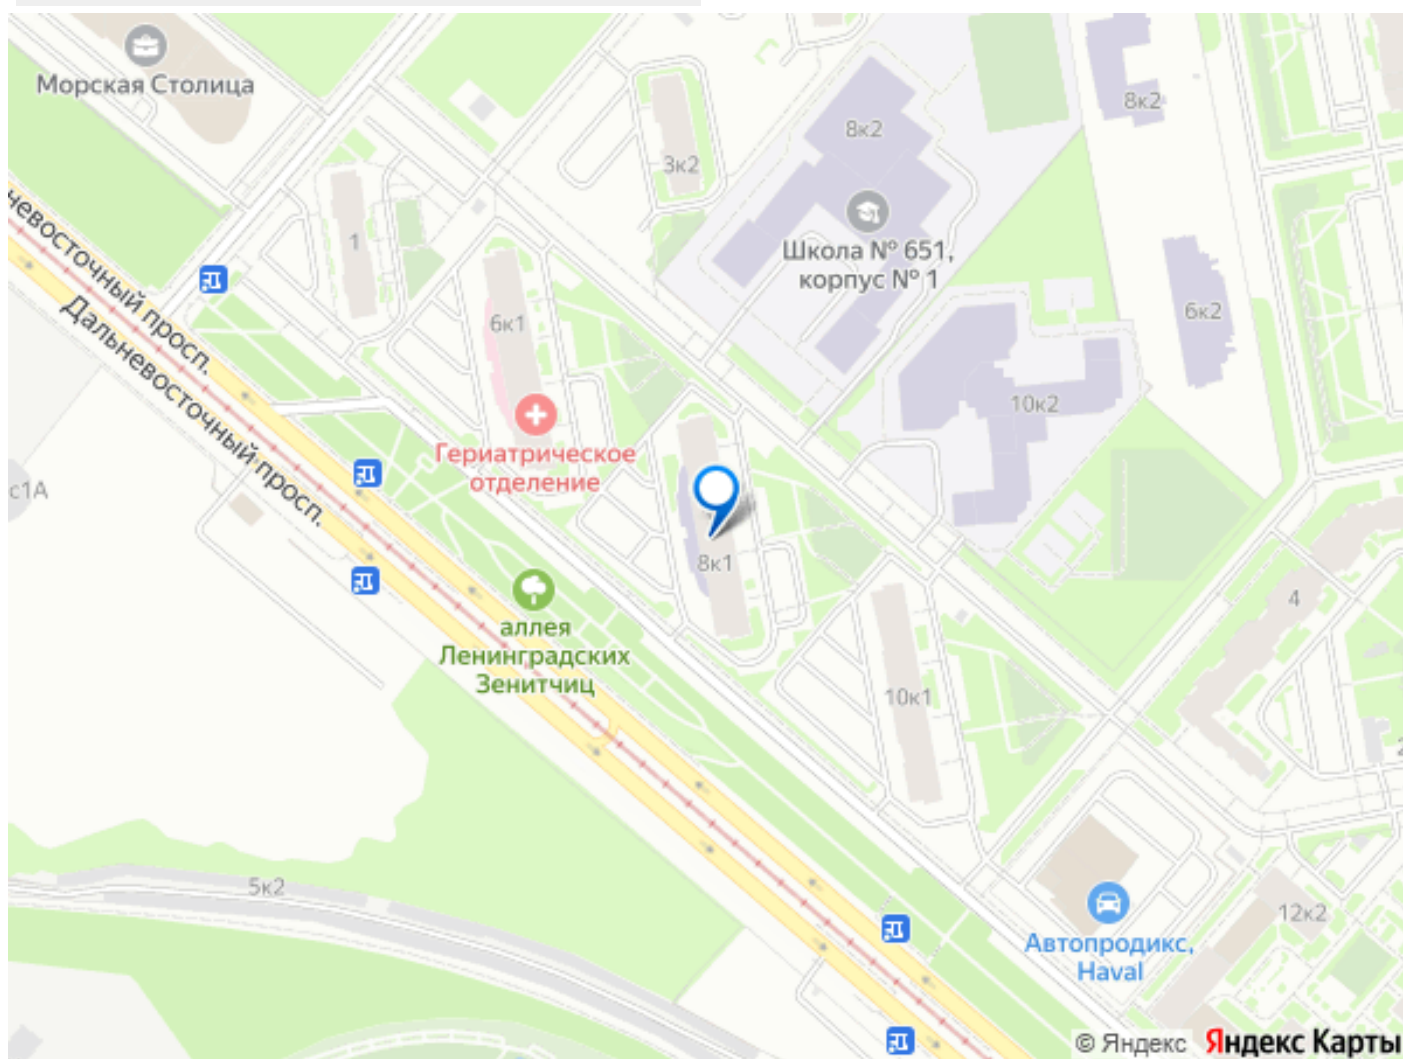 Морская Столица
8к2
8к2
3к2
Школа № 651,
корпус № 1
1
невосточный просп.
Дальневосточный просп.
6к1
6к2
10к2
Гериатрическое
отделение
с1А
8к1
4
аллея
Ленинградских
Зенитчиц
10к1
5к2
12к2
Автопродикс,
Haval
© Яндекс Яндекс Карты